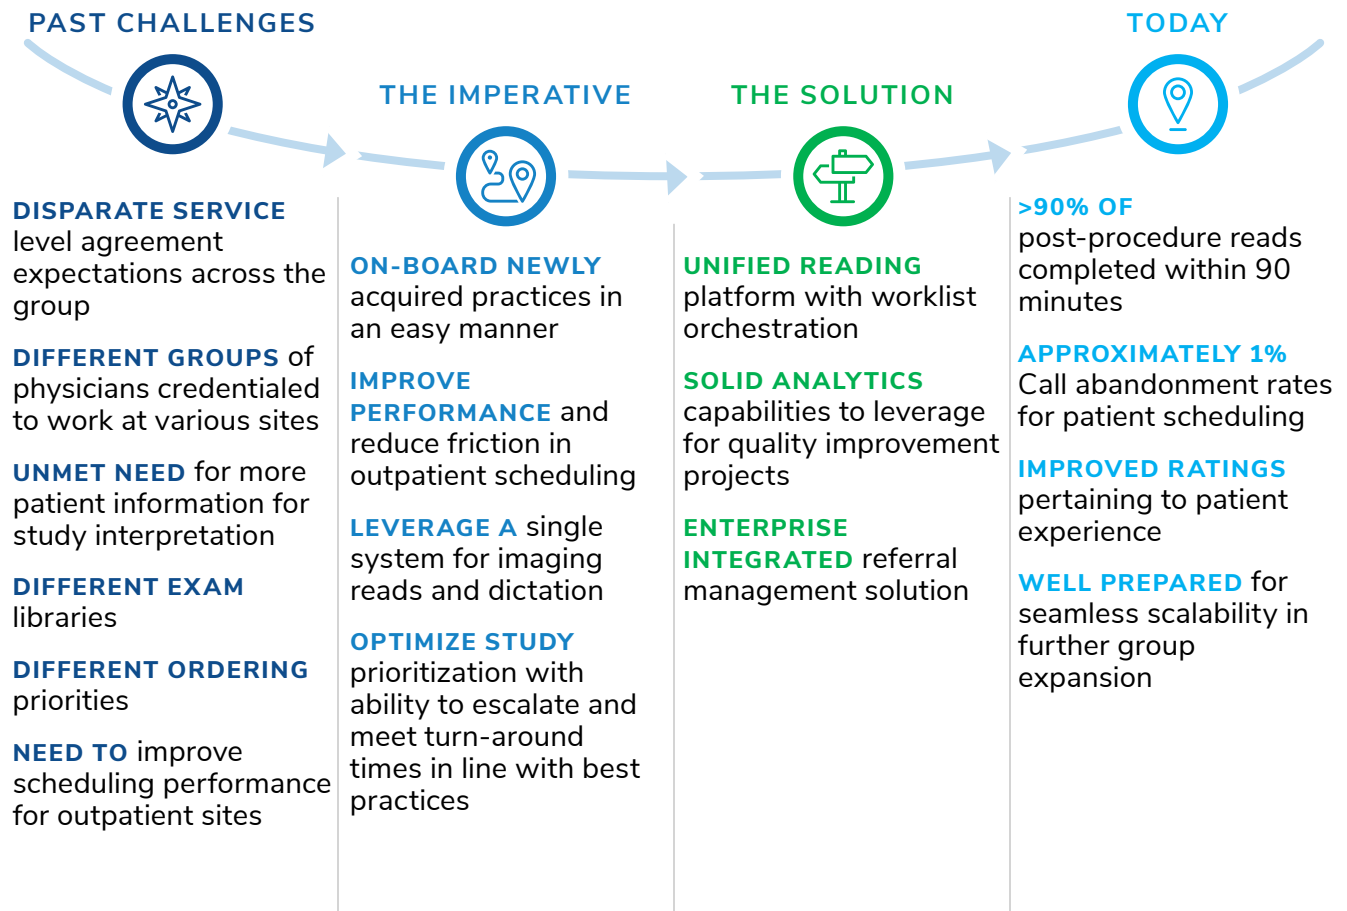 PAST CHALLENGES
DISPARATE SERVICE
level agreement
expectations across the
group
DIFFERENT GROUPS of
physicians credentialed
to work at various sites
UNMET NEED for more
patient information for
study interpretation
DIFFERENT EXAM
libraries
DIFFERENT ORDERING
priorities
NEED TO improve
scheduling performance
for outpatient sites
THE IMPERATIVE
ON-BOARD NEWLY
acquired practices in
an easy manner
IMPROVE
PERFORMANCE and
reduce friction in
outpatient scheduling
LEVERAGE A single
system for imaging
reads and dictation
OPTIMIZE STUDY
prioritization with
ability to escalate and
meet turn-around
times in line with best
practices
THE SOLUTION
UNIFIED READING
platform with worklist
orchestration
SOLID ANALYTICS
capabilities to leverage
for quality improvement
projects
ENTERPRISE
INTEGRATED referral
management solution
TODAY
>90% OF
post-procedure reads
completed within 90
minutes
APPROXIMATELY 1%
Call abandonment rates
for patient scheduling
IMPROVED RATINGS
pertaining to patient
experience
WELL PREPARED for
seamless scalability in
further group
expansion